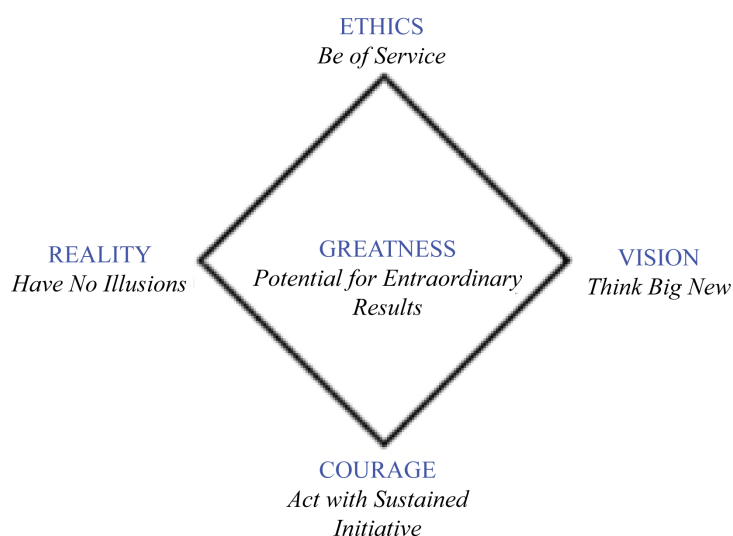 ETHICS
Be of Service
REALITY
Have No Illusions
GREATNESS
Potential for Entraordinary
Results
VISION
Think Big New
COURAGE
Act with Sustained
Initiative